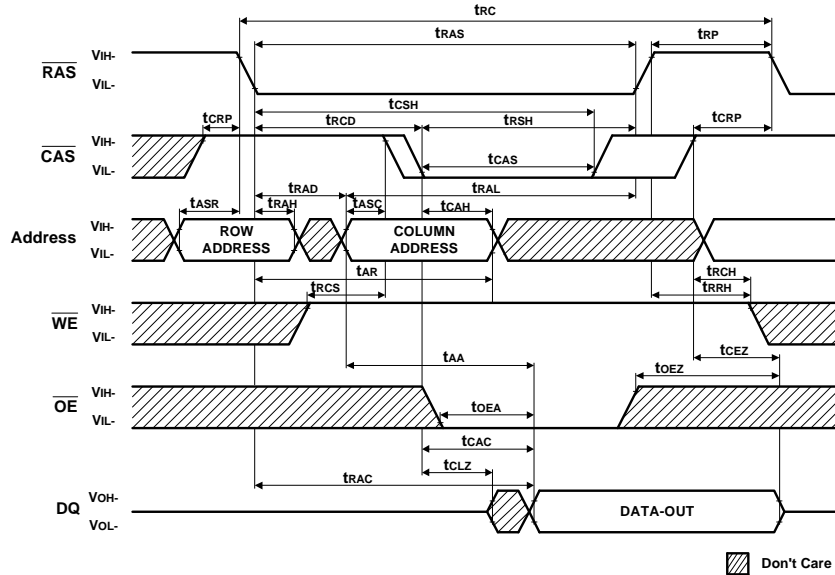 tRC
tRAS
tRP
RAS
VIH-
VIL-
tCSH
tCRP
tRCD
tRSH
tCRP
CAS
VIH-
VIL-
tCAS
tRAD
tRAL
tASR
tRAH
tASC
tCAH
Address
VIH-
VIL-
ROW
ADDRESS
COLUMN
ADDRESS
tAR
tRCH
tRCS
tRRH
WE
VIH-
VIL-
tCEZ
tAA
tOEZ
OE
VIH-
VIL-
tOEA
tCAC
tCLZ
tRAC
DQ
VOH-
VOL-
DATA-OUT
Don't Care